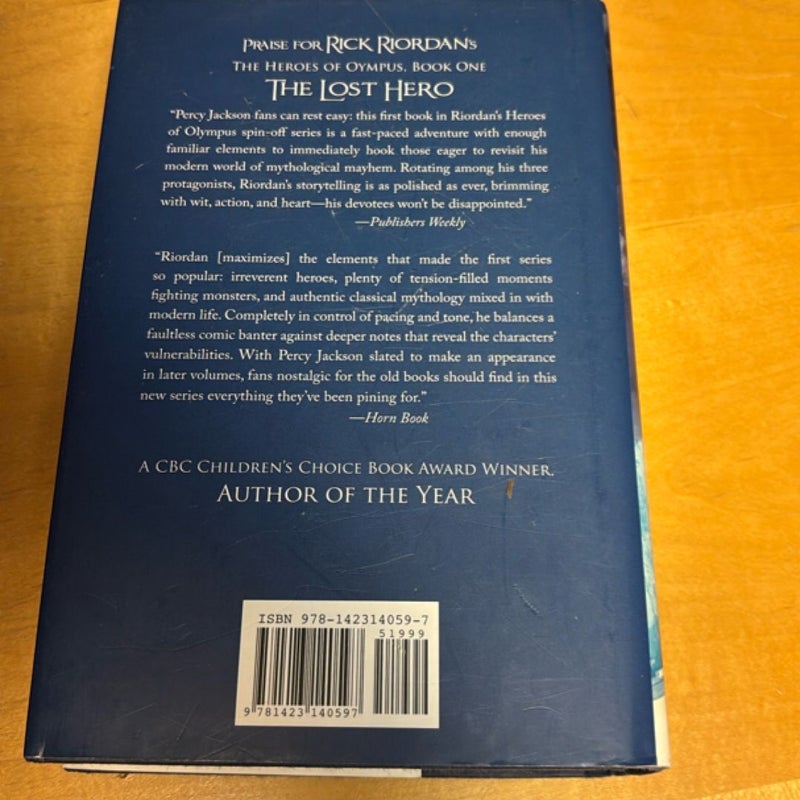 PRAISE FOR RICK RIORDAN'S
THE HEROES OF OLYMPUS, BOOK ONE
THE LOST HERO
"Percy Jackson fans can rest easy: this first book in Riordan's Heroes
of Olympus spin-off series is a fast-paced adventure with enough
familiar elements to immediately hook those eager to revisit his
modern world of mythological mayhem. Rotating among his three
protagonists, Riordan's storytelling is as polished as ever, brimming
with wit, action, and heart—his devotees won't be disappointed."
—Publishers Weekly
"Riordan [maximizes] the elements that made the first series
so popular: irreverent heroes, plenty of tension-filled moments
fighting monsters, and authentic classical mythology mixed in with
modern life. Completely in control of pacing and tone, he balances a
faultless comic banter against deeper notes that reveal the characters'
vulnerabilities. With Percy Jackson slated to make an appearance
in later volumes, fans nostalgic for the old books should find in this
new series everything they've been pining for."
—Horn Book
A CBC CHILDREN'S CHOICE BOOK AWARD WINNER,
AUTHOR OF THE YEAR
ISBN 978-142314059-7
51999
9 781423 140597